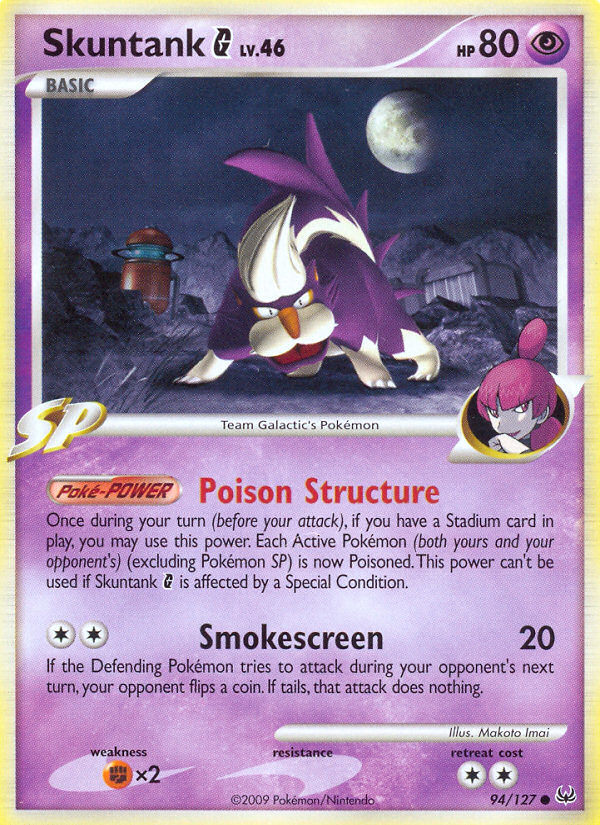 Skuntank G LV.46 HP 80
BASIC
Team Galactic's Pokémon
SP
Poké-POWER Poison Structure
Once during your turn (before your attack), if you have a Stadium card in
play, you may use this power. Each Active Pokémon (both yours and your
opponent's) (excluding Pokémon SP) is now Poisoned. This power can't be
used if Skuntank G is affected by a Special Condition.
Smokescreen 20
If the Defending Pokémon tries to attack during your opponent's next
turn, your opponent flips a coin. If tails, that attack does nothing.
Illus. Makoto Imai
weakness resistance retreat cost
×2
©2009 Pokémon/Nintendo 94/127